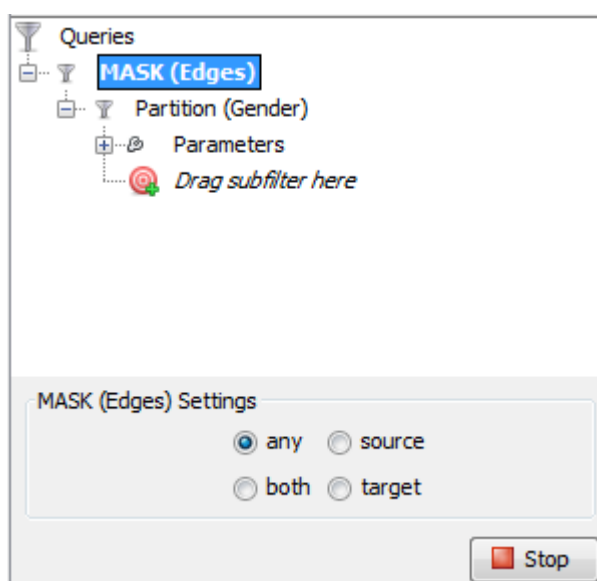 Queries
MASK (Edges)
Partition (Gender)
Parameters
Drag subfilter here
MASK (Edges) Settings
any source
both target
Stop